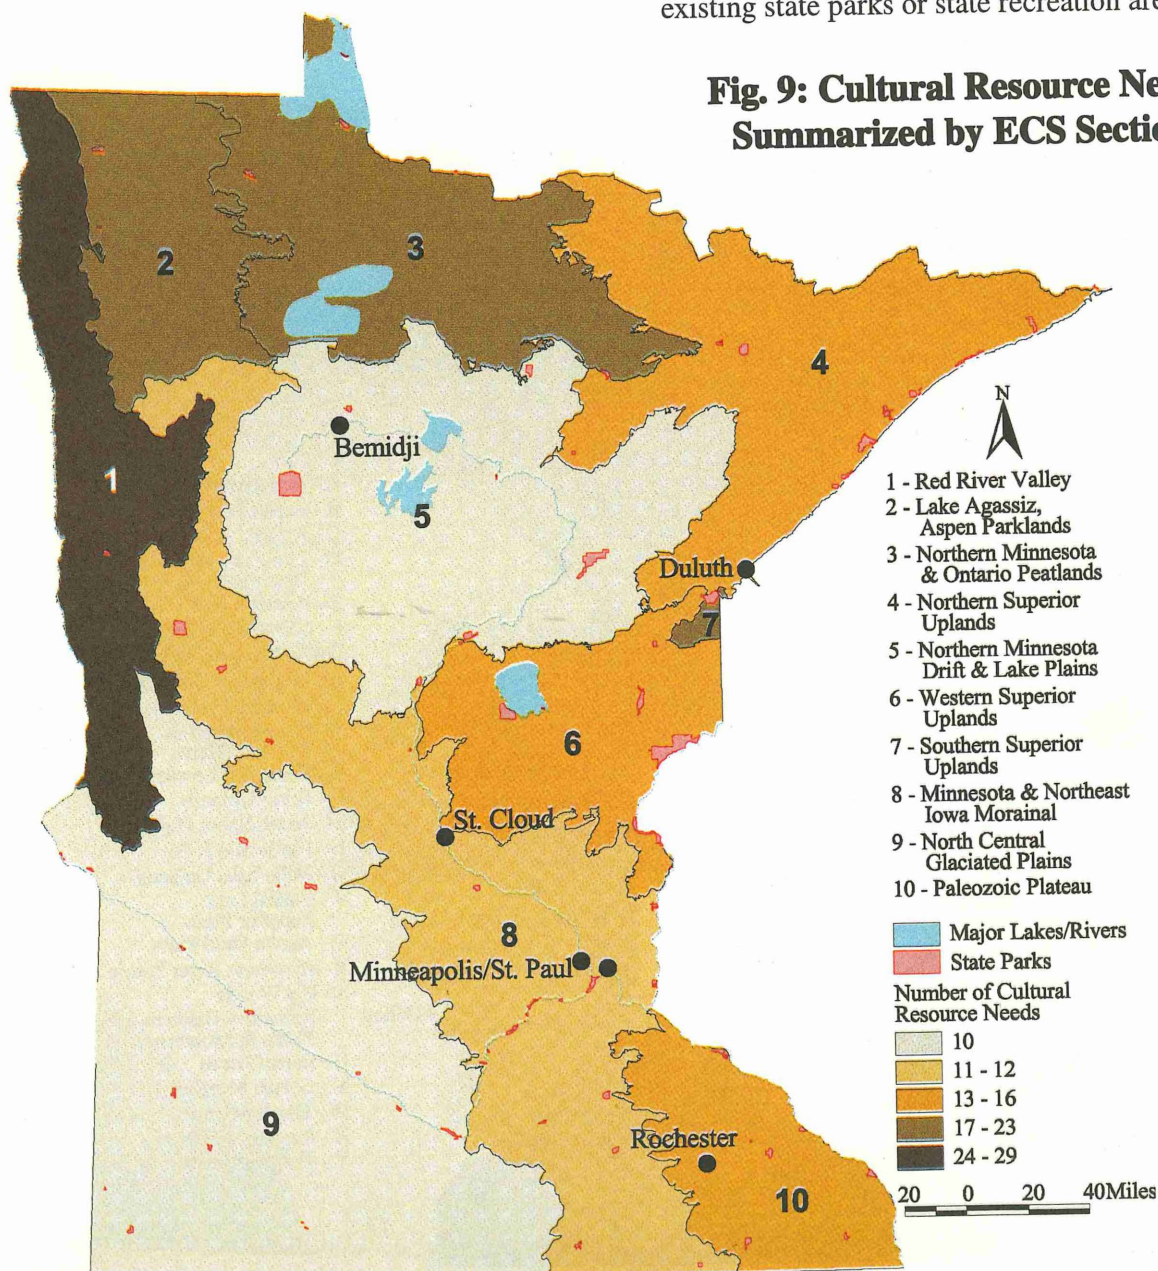 existing state parks or state recreation are
Fig. 9: Cultural Resource Ne
Summarized by ECS Sectio
2
3
4
1
Bemidji
5
Duluth
7
6
St. Cloud
8
Minneapolis/St. Paul
9
Rochester
10
N
1 - Red River Valley
2 - Lake Agassiz,
Aspen Parklands
3 - Northern Minnesota
& Ontario Peatlands
4 - Northern Superior
Uplands
5 - Northern Minnesota
Drift & Lake Plains
6 - Western Superior
Uplands
7 - Southern Superior
Uplands
8 - Minnesota & Northeast
Iowa Morainal
9 - North Central
Glaciated Plains
10 - Paleozoic Plateau
Major Lakes/Rivers
State Parks
Number of Cultural
Resource Needs
10
11 - 12
13 - 16
17 - 23
24 - 29
20 0 20 40Miles